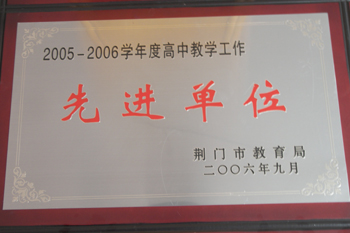 2005-2006学年度高中教学工作
先进单位
荆门市教育局
二〇〇六年九月